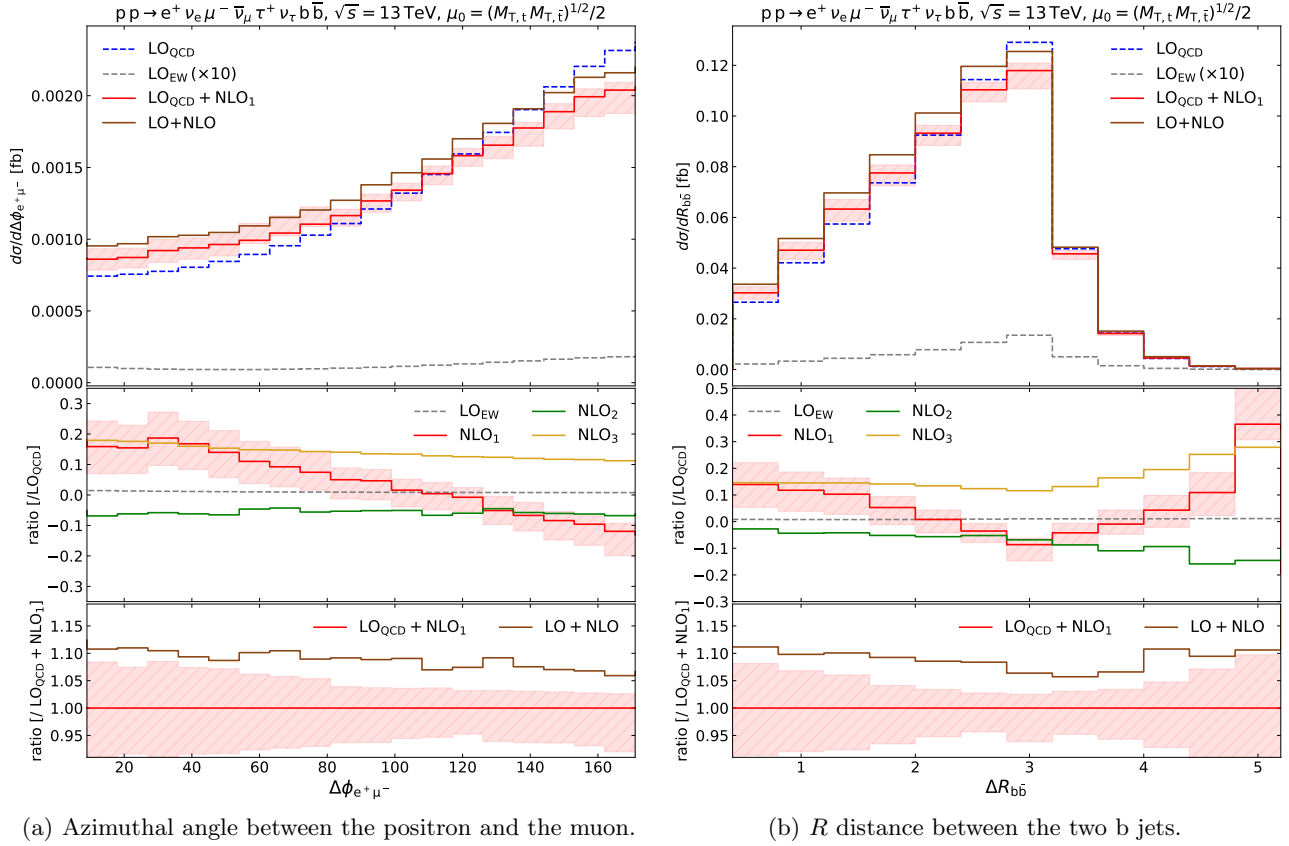 p p → e⁺ νₑ μ⁻ ν̄_μ τ⁺ ν_τ b b̄, √s = 13 TeV, μ₀ = (M_T,t M_T,t̄)^1/2/2
LO_QCD
LO_EW (×10)
LO_QCD + NLO₁
LO+NLO
0.0020
0.0015
0.0010
0.0005
0.0000
dσ/dΔϕ_e⁺μ⁻ [fb]
LO_EW
NLO₁
NLO₂
NLO₃
0.3
0.2
0.1
0.0
−0.1
−0.2
−0.3
ratio [/LO_QCD]
LO_QCD + NLO₁
LO + NLO
1.15
1.10
1.05
1.00
0.95
ratio [/ LO_QCD + NLO₁]
20 40 60 80 100 120 140 160
Δϕ_e⁺μ⁻
(a) Azimuthal angle between the positron and the muon.
p p → e⁺ νₑ μ⁻ ν̄_μ τ⁺ ν_τ b b̄, √s = 13 TeV, μ₀ = (M_T,t M_T,t̄)^1/2/2
LO_QCD
LO_EW (×10)
LO_QCD + NLO₁
LO+NLO
0.12
0.10
0.08
0.06
0.04
0.02
0.00
dσ/dR_bb̄ [fb]
LO_EW
NLO₁
NLO₂
NLO₃
0.5
0.4
0.3
0.2
0.1
0.0
−0.1
−0.2
−0.3
ratio [/LO_QCD]
LO_QCD + NLO₁
LO + NLO
1.15
1.10
1.05
1.00
0.95
ratio [/ LO_QCD + NLO₁]
1 2 3 4 5
ΔR_bb̄
(b) R distance between the two b jets.